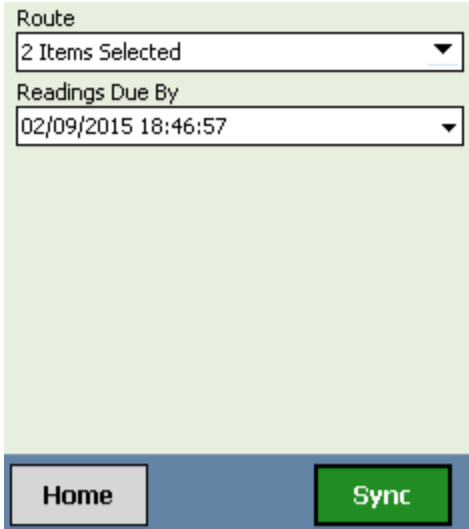 Route
2 Items Selected
Readings Due By
02/09/2015 18:46:57
Home
Sync